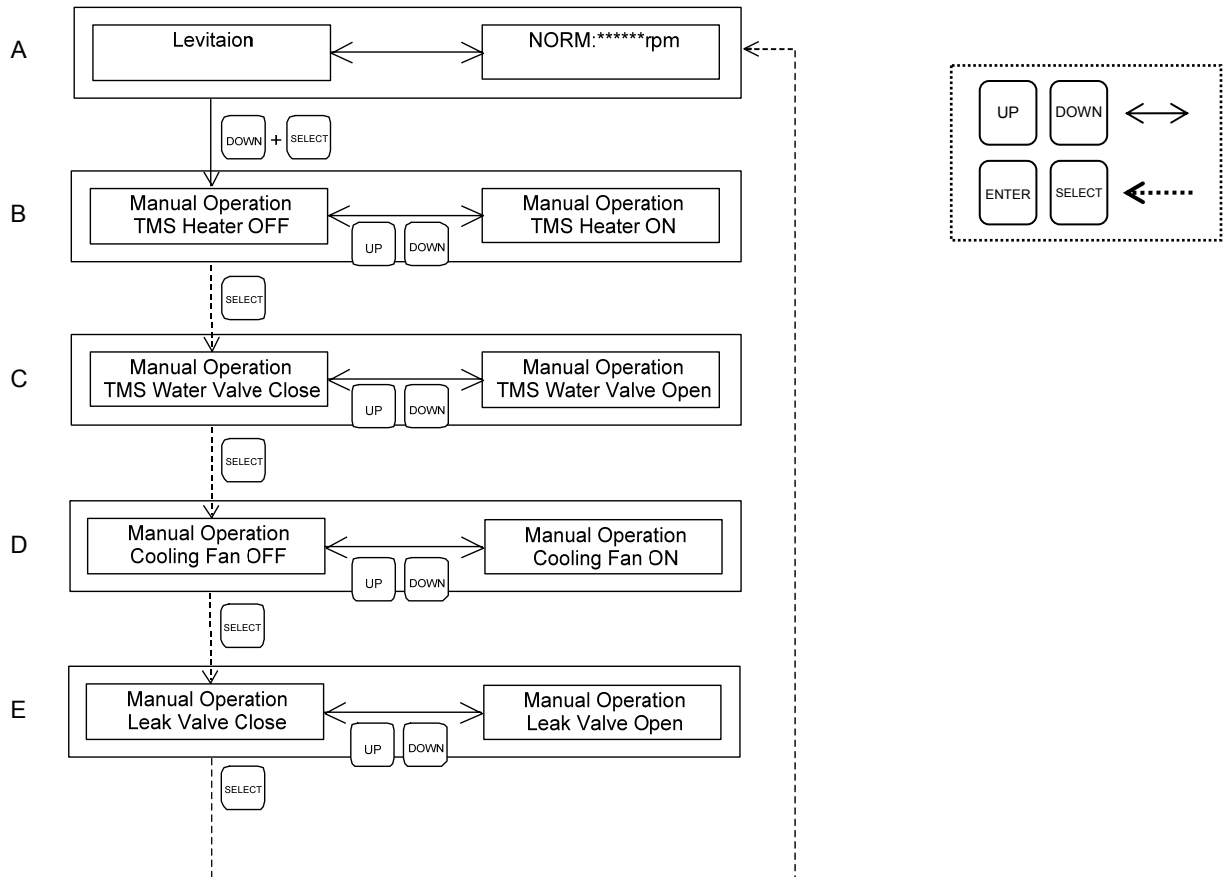 A
Levitaion
NORM:******rpm
DOWN + SELECT
B
Manual Operation
TMS Heater OFF
UP DOWN
Manual Operation
TMS Heater ON
SELECT
C
Manual Operation
TMS Water Valve Close
UP DOWN
Manual Operation
TMS Water Valve Open
SELECT
D
Manual Operation
Cooling Fan OFF
UP DOWN
Manual Operation
Cooling Fan ON
SELECT
E
Manual Operation
Leak Valve Close
UP DOWN
Manual Operation
Leak Valve Open
SELECT
UP DOWN
ENTER SELECT